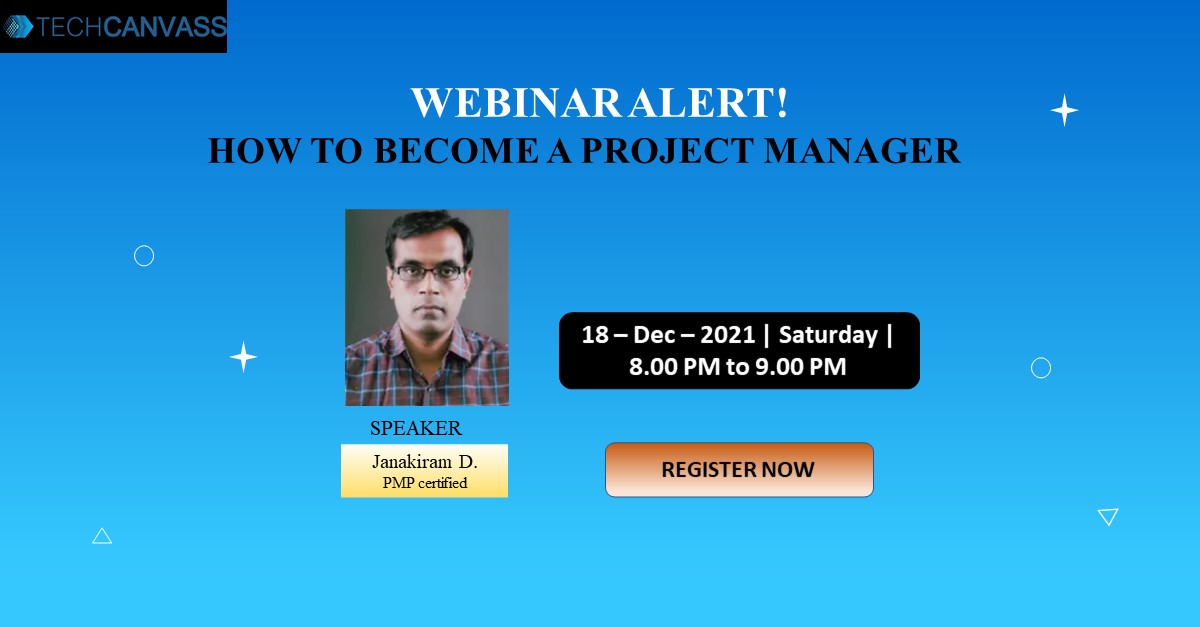 TECHCANVASS
WEBINAR ALERT!
HOW TO BECOME A PROJECT MANAGER
18 – Dec – 2021 | Saturday |
8.00 PM to 9.00 PM
SPEAKER
Janakiram D.
PMP certified
REGISTER NOW